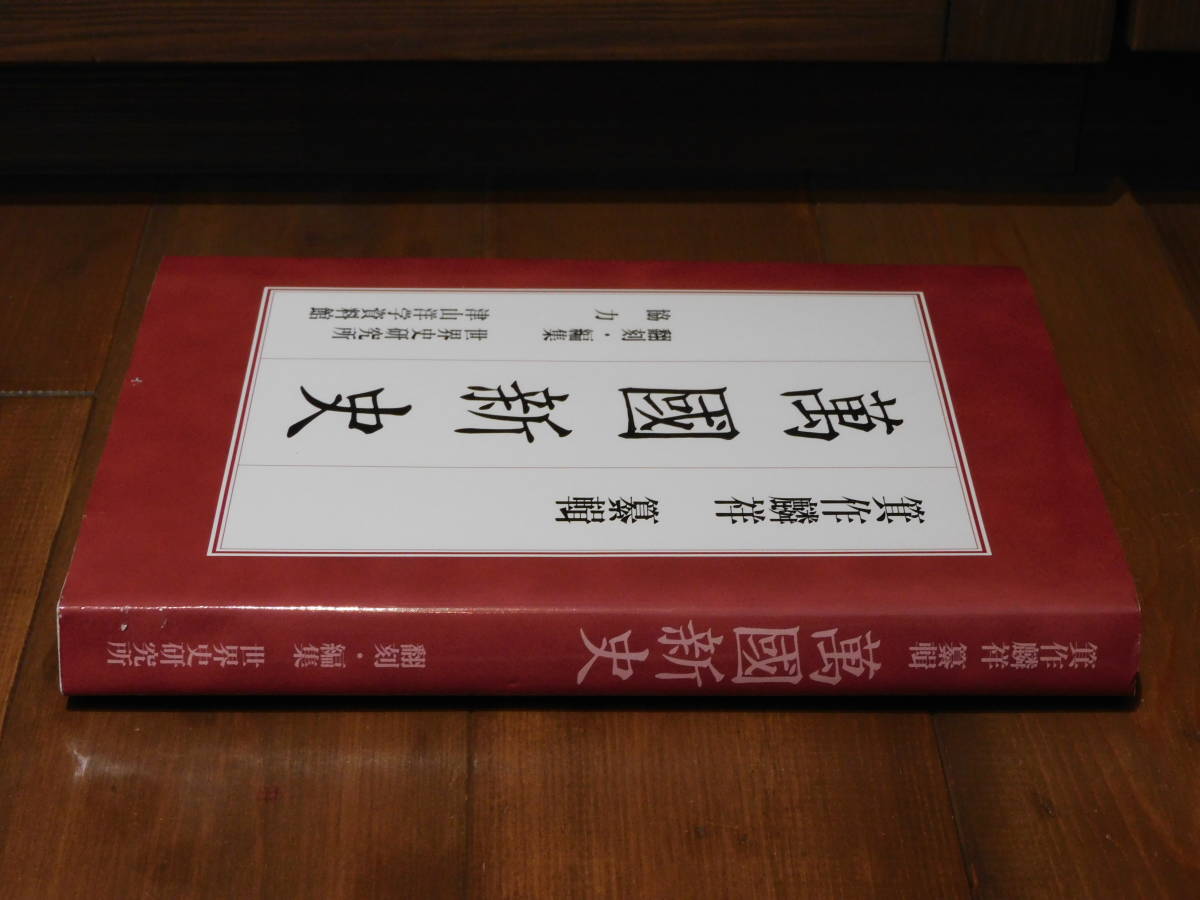 箕作麟祥 纂輯
萬國新史
翻刻・編集 世界史研究所
協力 津山洋学資料館
箕作麟祥 纂輯 萬國新史 翻刻・編集 世界史研究所